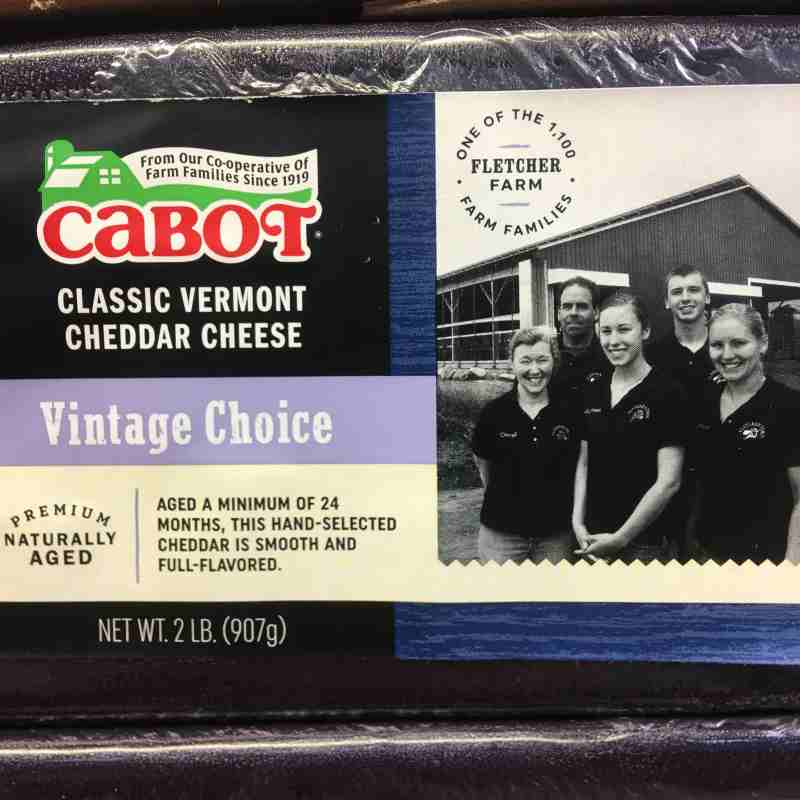 From Our Co-operative Of
Farm Families Since 1919
CABOT
CLASSIC VERMONT
CHEDDAR CHEESE
Vintage Choice
PREMIUM
NATURALLY
AGED
AGED A MINIMUM OF 24
MONTHS, THIS HAND-SELECTED
CHEDDAR IS SMOOTH AND
FULL-FLAVORED.
NET WT. 2 LB. (907g)
ONE OF THE 1,100
FLETCHER
FARM
FARM FAMILIES